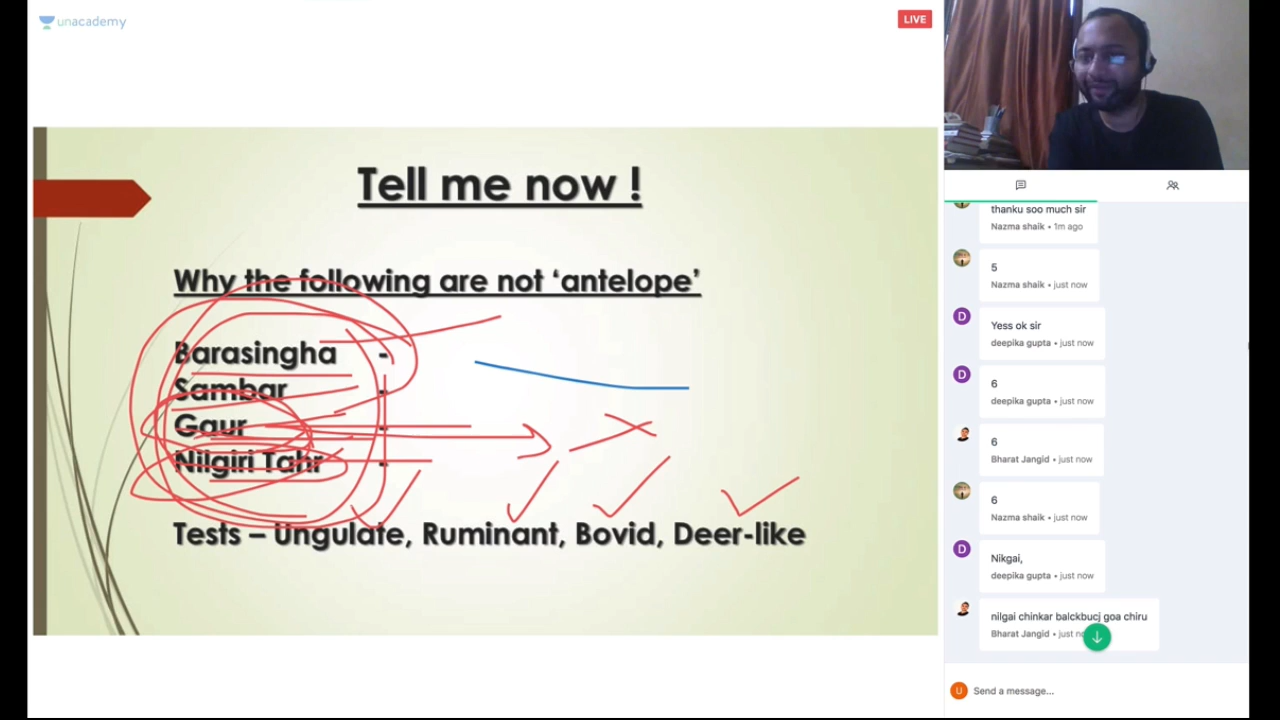 unacademy
LIVE
Tell me now !
Why the following are not ‘antelope’
Barasingha -
Sambar -
Gaur -
Nilgiri Tahr -
Tests – Ungulate, Ruminant, Bovid, Deer-like
thanku soo much sir
Nazma shaik • 1m ago
5
Nazma shaik • just now
D
Yess ok sir
deepika gupta • just now
D
6
deepika gupta • just now
6
Bharat Jangid • just now
6
Nazma shaik • just now
D
Nikgai,
deepika gupta • just now
nilgai chinkar balckbucj goa chiru
Bharat Jangid • just
U
Send a message...